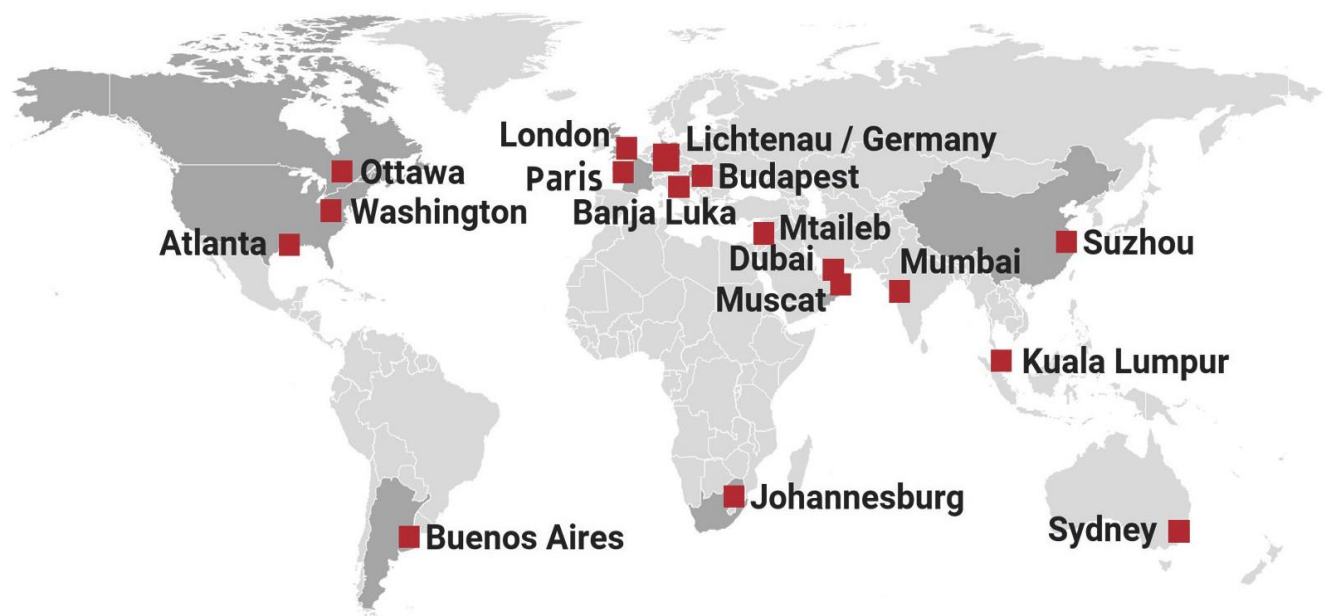 London
Lichtenau / Germany
Ottawa
Paris
Budapest
Washington
Banja Luka
Mtaileb
Atlanta
Suzhou
Dubai
Mumbai
Muscat
Kuala Lumpur
Johannesburg
Sydney
Buenos Aires